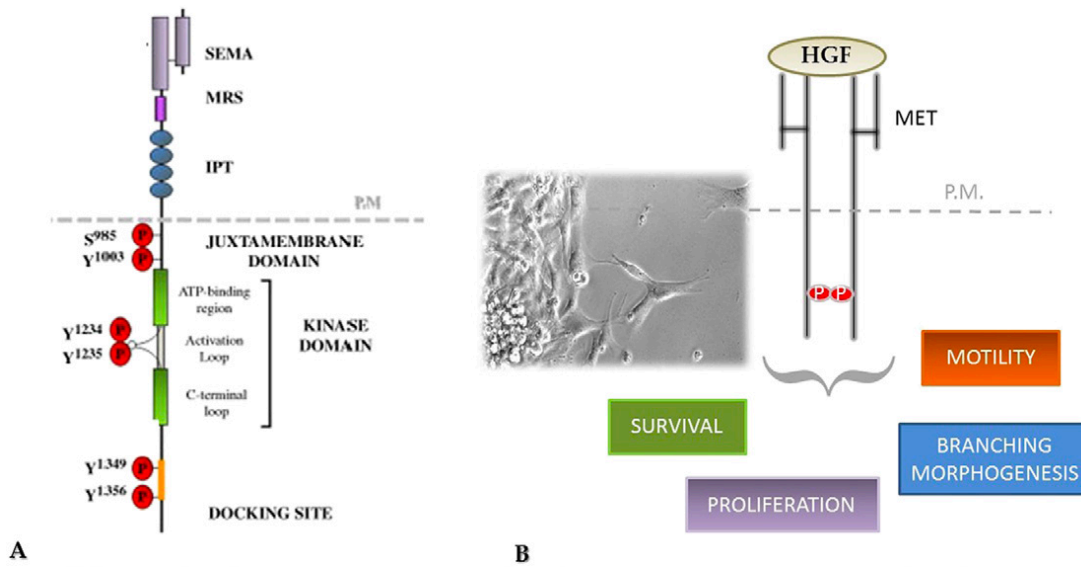 SEMA
MRS
IPT
P.M
S985
Y1003
JUXTAMEMBRANE
DOMAIN
ATP-binding
region
Y1234
Y1235
Activation
Loop
KINASE
DOMAIN
C-terminal
loop
Y1349
Y1356
DOCKING SITE
P
P
P
P
P
P
A
HGF
MET
P.M.
P P
MOTILITY
SURVIVAL
BRANCHING
MORPHOGENESIS
PROLIFERATION
B